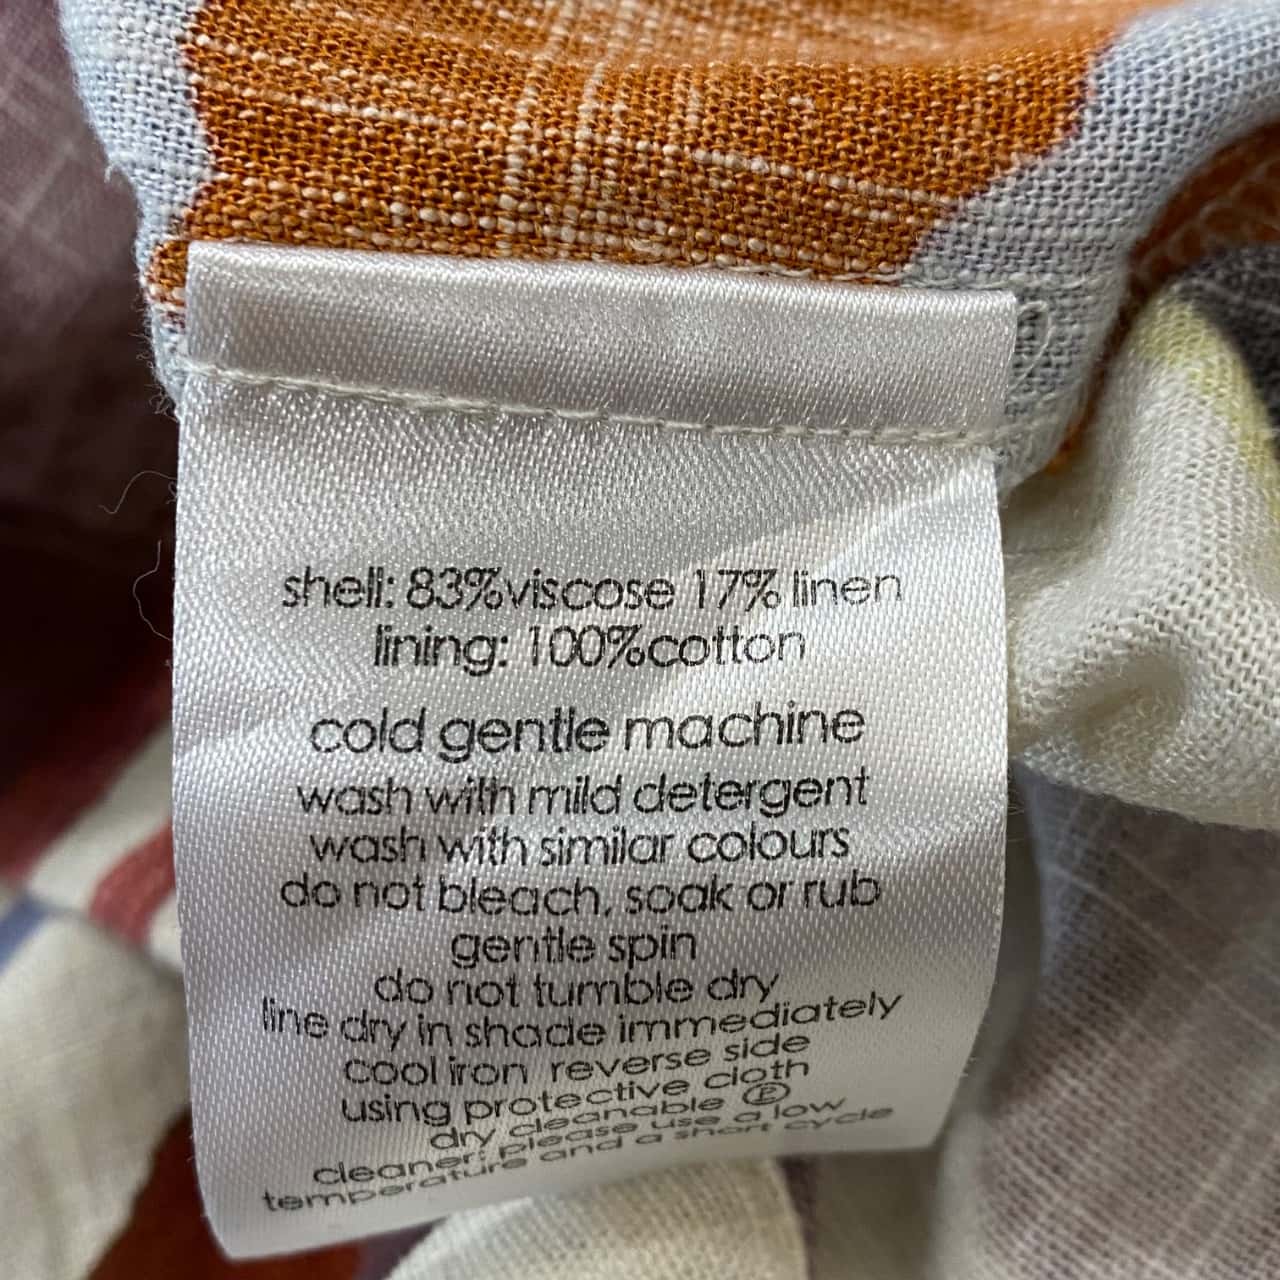 shell: 83%viscose 17% linen
lining: 100%cotton
cold gentle machine
wash with mild detergent
wash with similar colours
do not bleach, soak or rub
gentle spin
do not tumble dry
line dry in shade immediately
cool iron reverse side
using protective cloth
dry cleanable Ⓟ
cleaner: please use a low
temperature and a short cycle